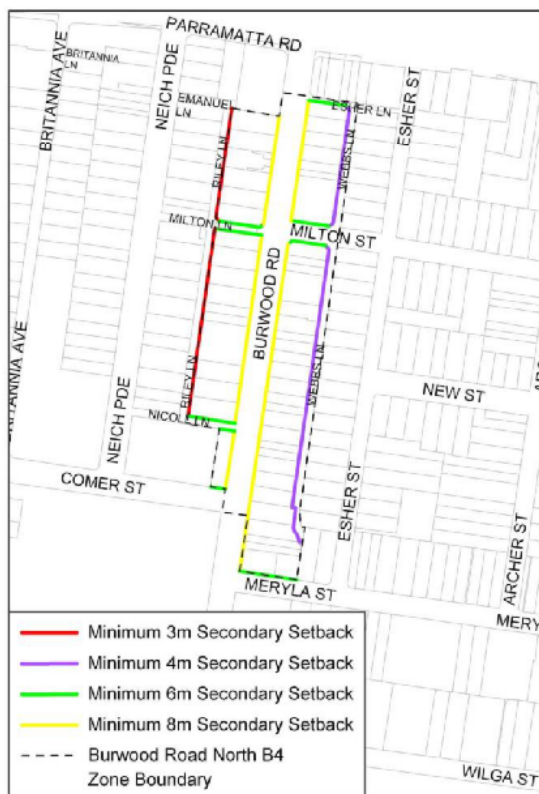 PARRAMATTA RD
BRITANNIA AVE
BRITANNIA
LN
NEICH PDE
EMANUEL
LN
ESHER LN
ESHER ST
RILEY LN
WEBBS LN
MILTON LN
MILTON ST
BURWOOD RD
RILEY LN
WEBBS LN
NEW ST
BRITANNIA AVE
NEICH PDE
NICOLL LN
COMER ST
ESHER ST
ARCHER ST
MERYLA ST
MERY
Minimum 3m Secondary Setback
Minimum 4m Secondary Setback
Minimum 6m Secondary Setback
Minimum 8m Secondary Setback
Burwood Road North B4
Zone Boundary
WILGA ST